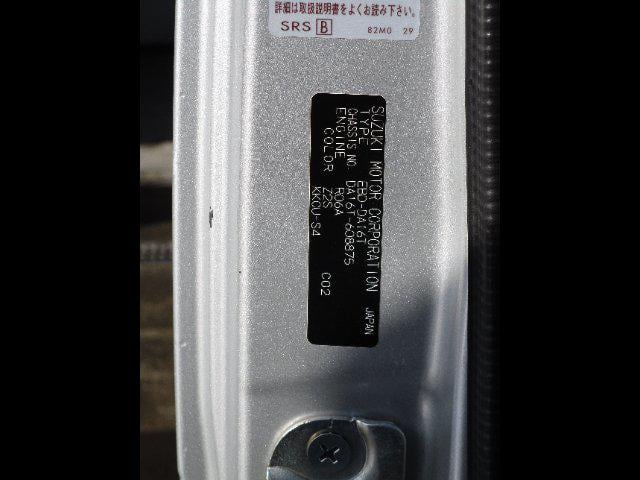 詳細は取扱説明書をよくお読み下さい。
SRS B 82M0 29
SUZUKI MOTOR CORPORATION JAPAN
TYPE EBD-DA16T
CHASSIS NO. DA16T-608875
ENGINE R06A
COLOR Z2S C02
KKCU-S4